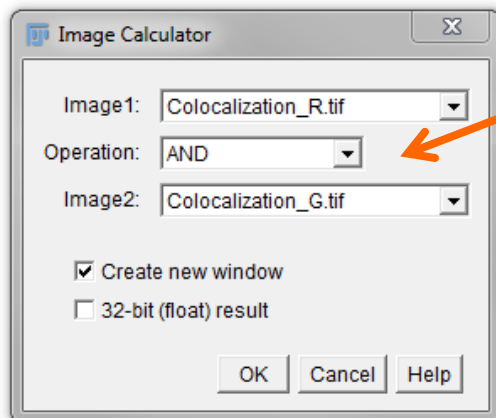 Image Calculator
Image1: Colocalization_R.tif
Operation: AND
Image2: Colocalization_G.tif
Create new window
32-bit (float) result
OK Cancel Help